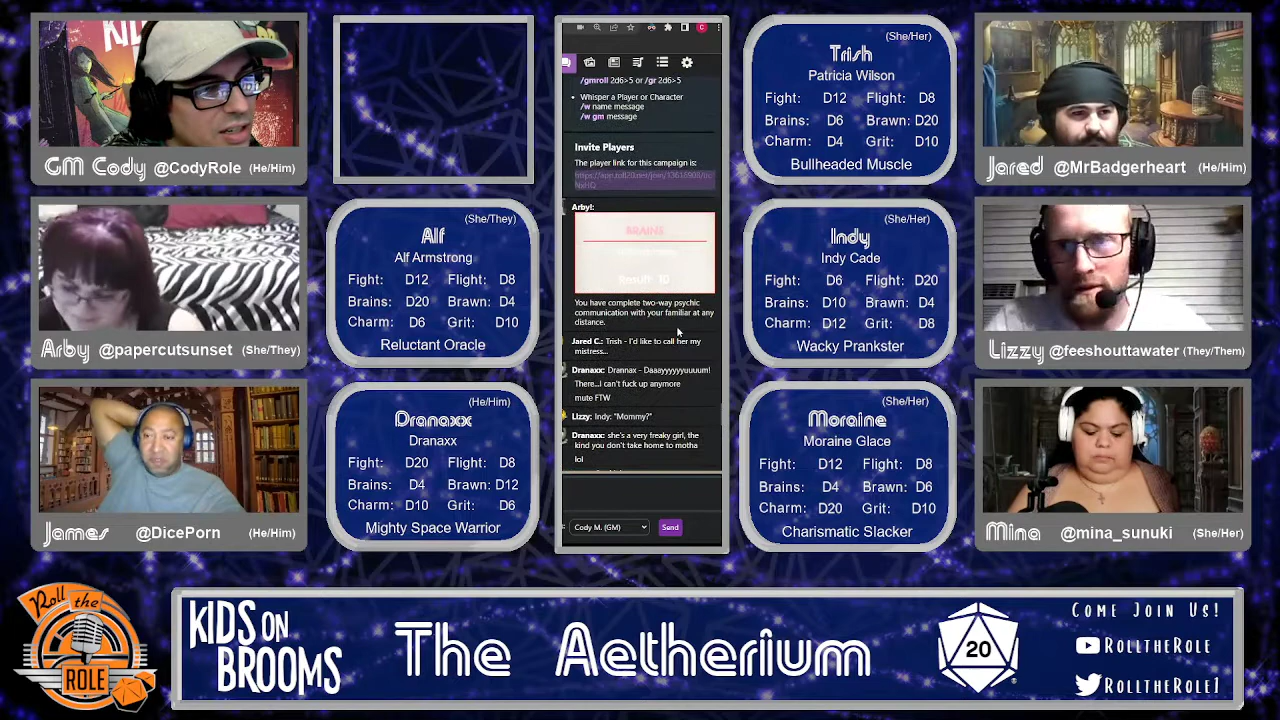 GM Cody @CodyRole (He/Him)
Arby @papercutsunset (She/They)
James @DicePorn (He/Him)
(She/They)
Alf
Alf Armstrong
Fight: D12 Flight: D8
Brains: D20 Brawn: D4
Charm: D6 Grit: D10
Reluctant Oracle
(He/Him)
Dranaxx
Dranaxx
Fight: D20 Flight: D8
Brains: D4 Brawn: D12
Charm: D10 Grit: D6
Mighty Space Warrior
/gmroll 2d6>5 or /gr 2d6>5
• Whisper a Player or Character
/w name message
/w gm message
Invite Players
The player link for this campaign is:
Arby!:
BRAINS
Result: 10
You have complete two-way psychic
communication with your familiar at any
distance.
Jared C.: Trish - I'd like to call her my
mistress...
Dranaxx: Drannax - Daaayyyyyyuuuum!
There...I can't fuck up anymore
mute FTW
Lizzy: Indy: "Mommy?"
Dranaxx: she's a very freaky girl, the
kind you don't take home to motha
lol
Cody M. (GM) Send
(She/Her)
Trish
Patricia Wilson
Fight: D12 Flight: D8
Brains: D6 Brawn: D20
Charm: D4 Grit: D10
Bullheaded Muscle
(She/Her)
Indy
Indy Cade
Fight: D6 Flight: D20
Brains: D10 Brawn: D4
Charm: D12 Grit: D8
Wacky Prankster
(She/Her)
Moraine
Moraine Glace
Fight: D12 Flight: D8
Brains: D4 Brawn: D6
Charm: D20 Grit: D10
Charismatic Slacker
Jared @MrBadgerheart (He/Him)
Lizzy @feeshouttawater (They/Them)
Mina @mina_sunuki (She/Her)
Roll the
ROLE
KIDS ON
BROOMS
The Aetherium
20
COME JOIN US!
ROLLTHEROLE
ROLLTHEROLE1